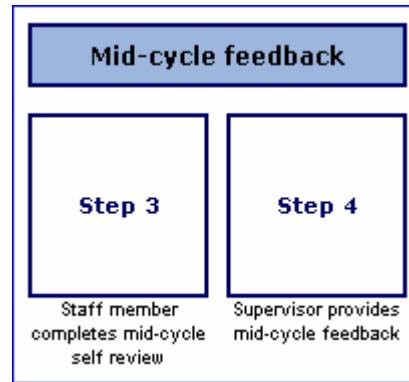 Mid-cycle feedback
Step 3
Step 4
Staff member
completes mid-cycle
self review
Supervisor provides
mid-cycle feedback